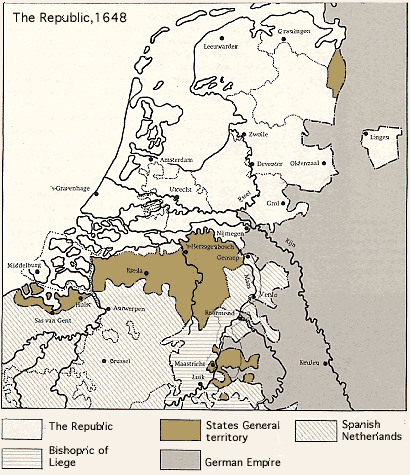 The Republic, 1648
Groningen
Leeuwarden
Lingen
Zwolle
Amsterdam
Deventer
Oldenzaal
's-Gravenhage
Utrecht
IJssel
Grol
Nijmegen
's-Hertogenbosch
Rijn
Gennep
Middelburg
Breda
Maas
Venlo
Hulst
Antwerpen
Roermond
Sas van Gent
Brussel
Maastricht
Keulen
Luik
The Republic
States General
territory
Spanish
Netherlands
Bishopric of
Liege
German Empire